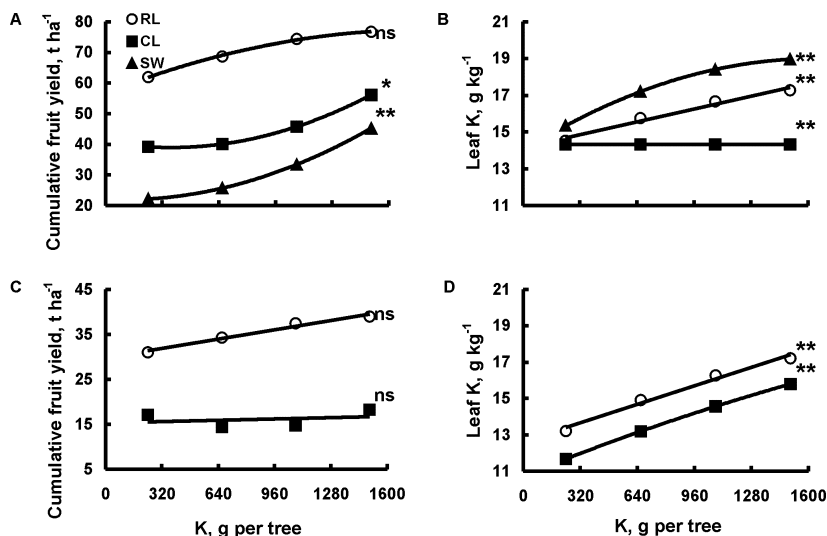 A
Cumulative fruit yield, t ha-1
80
70
60
50
40
30
20
RL
CL
SW
ns
*
**
B
Leaf K, g kg-1
21
19
17
15
13
11
**
**
**
C
Cumulative fruit yield, t ha-1
45
35
25
15
5
ns
ns
0 320 640 960 1280 1600
K, g per tree
D
Leaf K, g kg-1
21
19
17
15
13
11
**
**
0 320 640 960 1280 1600
K, g per tree